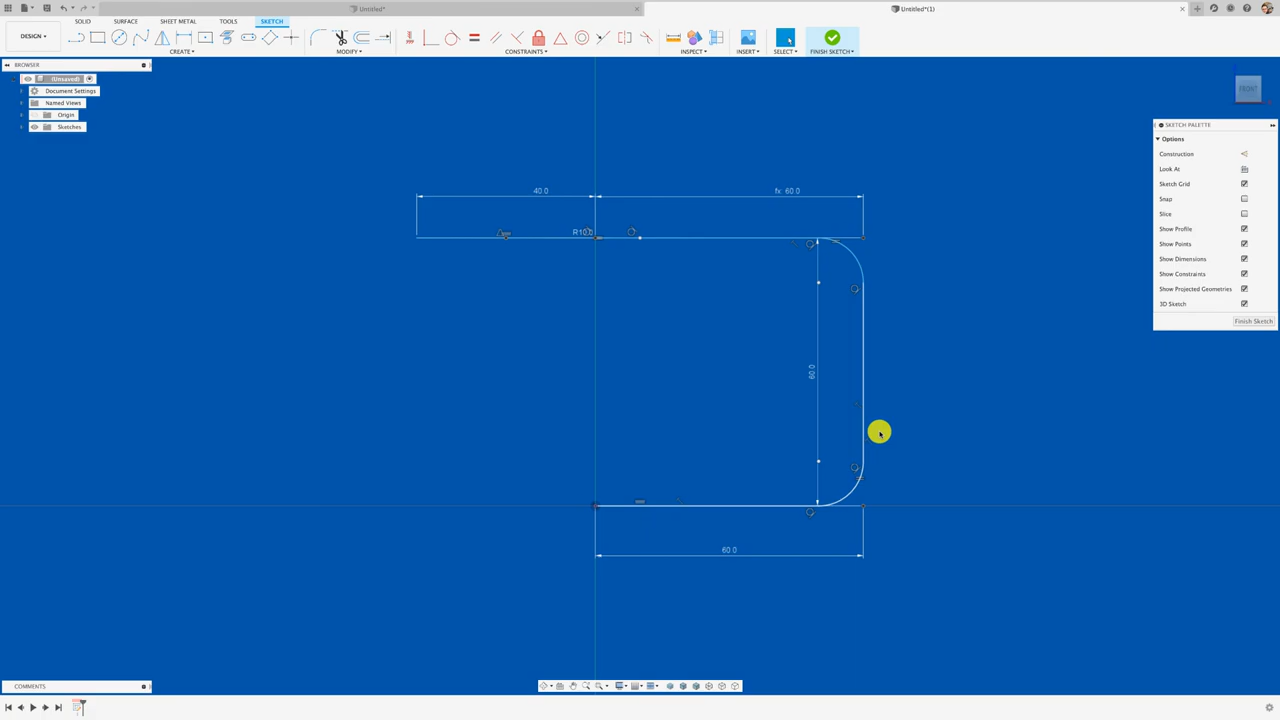 Untitled*
Untitled*(1)
DESIGN
SOLID
SURFACE
SHEET METAL
TOOLS
SKETCH
CREATE
MODIFY
CONSTRAINTS
INSPECT
INSERT
SELECT
FINISH SKETCH
BROWSER
(Unsaved)
Document Settings
Named Views
Origin
Sketches
FRONT
SKETCH PALETTE
Options
Construction
Look At
Sketch Grid
Snap
Slice
Show Profile
Show Points
Show Dimensions
Show Constraints
Show Projected Geometries
3D Sketch
Finish Sketch
40.0
fx 60.0
R10.0
60.0
60.0
COMMENTS